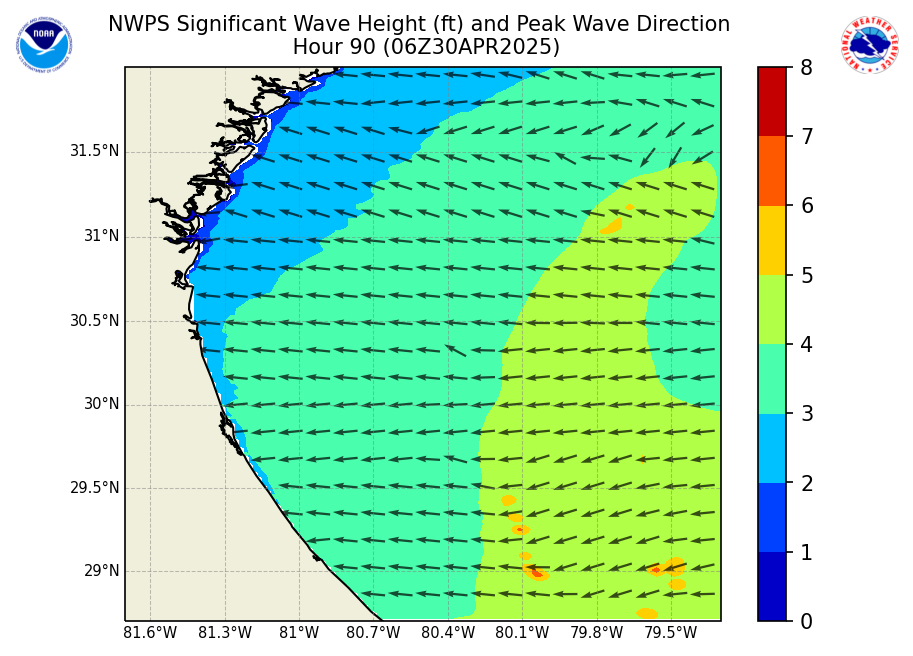 NWPS Significant Wave Height (ft) and Peak Wave Direction
Hour 90 (06Z30APR2025)
NOAA
NATIONAL WEATHER SERVICE
31.5°N
31°N
30.5°N
30°N
29.5°N
29°N
81.6°W 81.3°W 81°W 80.7°W 80.4°W 80.1°W 79.8°W 79.5°W
8
7
6
5
4
3
2
1
0